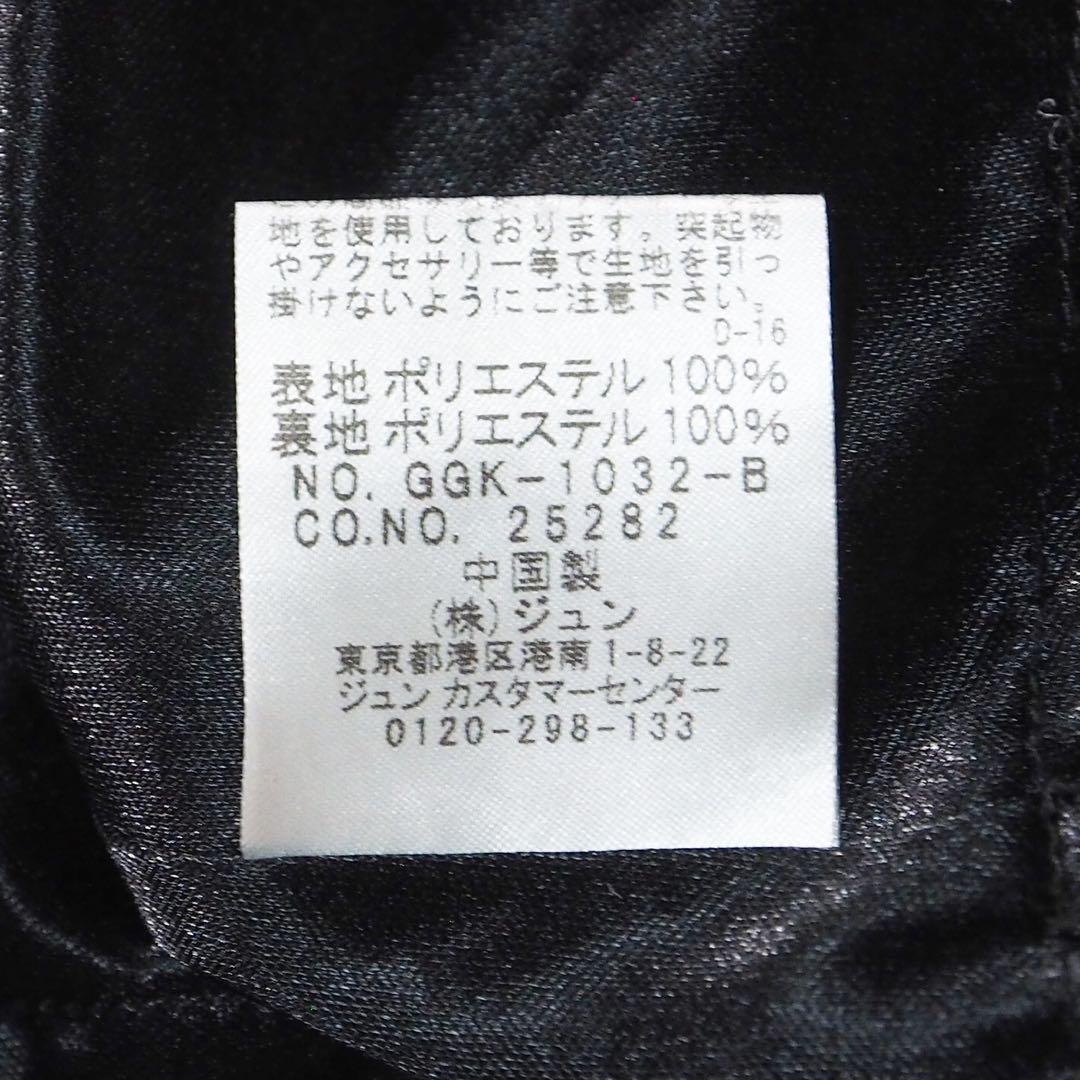 地を使用しております。突起物
やアクセサリー等で生地を引っ
掛けないようにご注意下さい。
D-16
表地 ポリエステル 100%
裏地 ポリエステル 100%
NO. GGK-1032-B
CO.NO. 25282
中国製
(株)ジュン
東京都港区港南1-8-22
ジュン カスタマーセンター
0120-298-133